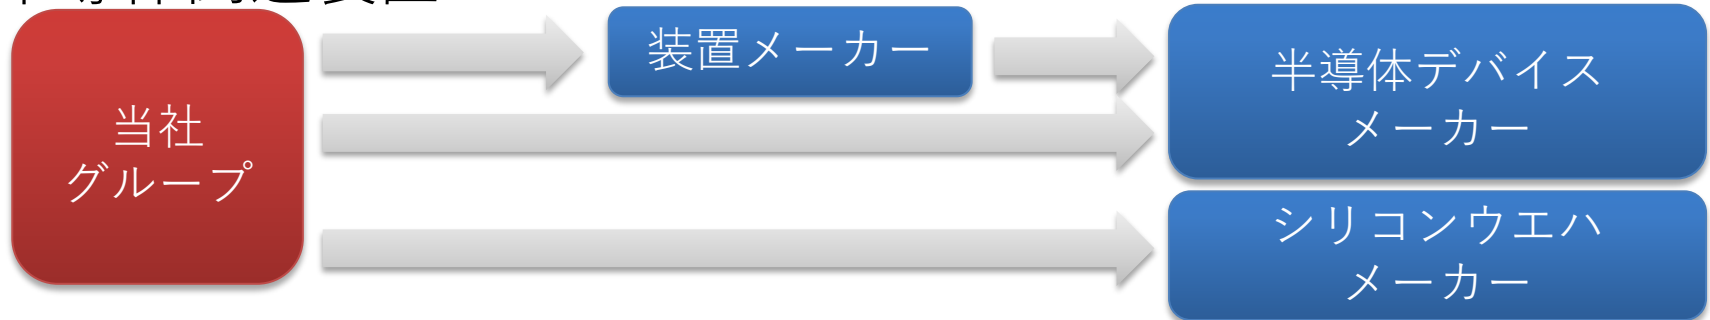 当社
グループ
装置メーカー
半導体デバイス
メーカー
シリコンウエハ
メーカー